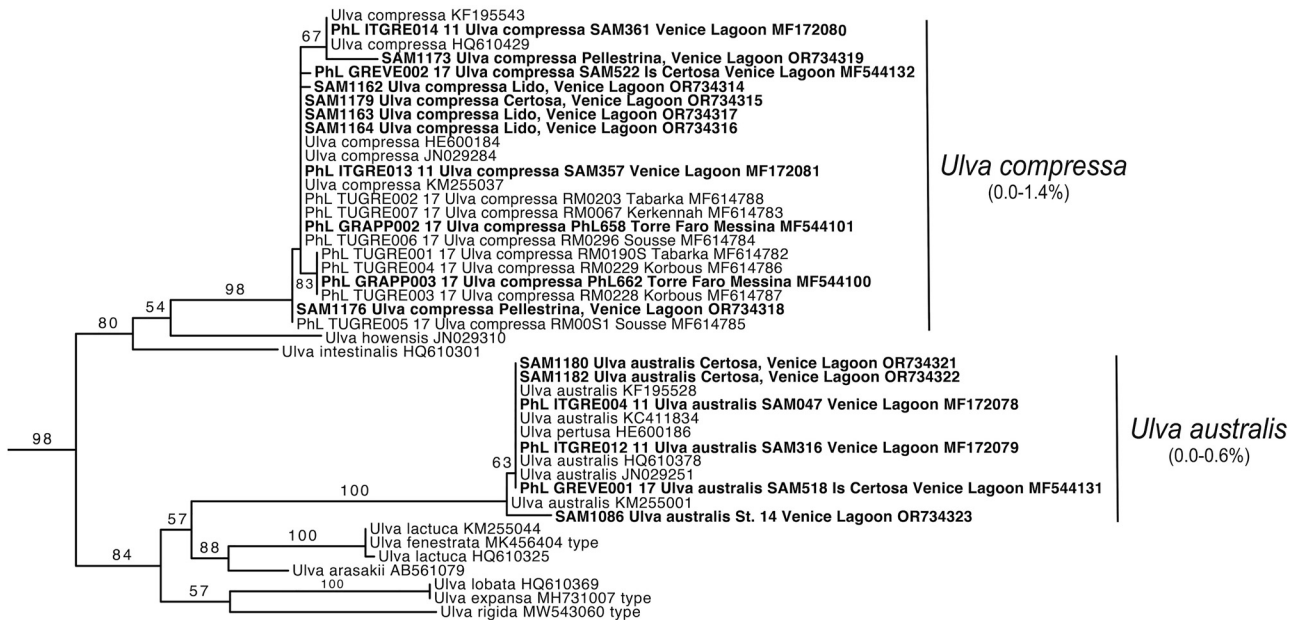 Ulva compressa KF195543
PhL ITGRE014 11 Ulva compressa SAM361 Venice Lagoon MF172080
67
Ulva compressa HQ610429
SAM1173 Ulva compressa Pellestrina, Venice Lagoon OR734319
PhL GREVE002 17 Ulva compressa SAM522 Is Certosa Venice Lagoon MF544132
SAM1162 Ulva compressa Lido, Venice Lagoon OR734314
SAM1179 Ulva compressa Certosa, Venice Lagoon OR734315
SAM1163 Ulva compressa Lido, Venice Lagoon OR734317
SAM1164 Ulva compressa Lido, Venice Lagoon OR734316
Ulva compressa HE600184
Ulva compressa JN029284
PhL ITGRE013 11 Ulva compressa SAM357 Venice Lagoon MF172081
Ulva compressa KM255037
PhL TUGRE002 17 Ulva compressa RM0203 Tabarka MF614788
PhL TUGRE007 17 Ulva compressa RM0067 Kerkennah MF614783
PhL GRAPP002 17 Ulva compressa PhL658 Torre Faro Messina MF544101
PhL TUGRE006 17 Ulva compressa RM0296 Sousse MF614784
PhL TUGRE001 17 Ulva compressa RM0190S Tabarka MF614782
PhL TUGRE004 17 Ulva compressa RM0229 Korbous MF614786
83
PhL GRAPP003 17 Ulva compressa PhL662 Torre Faro Messina MF544100
PhL TUGRE003 17 Ulva compressa RM0228 Korbous MF614787
98
SAM1176 Ulva compressa Pellestrina, Venice Lagoon OR734318
PhL TUGRE005 17 Ulva compressa RM00S1 Sousse MF614785
54
80
Ulva howensis JN029310
Ulva intestinalis HQ610301
Ulva compressa
(0.0-1.4%)
98
SAM1180 Ulva australis Certosa, Venice Lagoon OR734321
SAM1182 Ulva australis Certosa, Venice Lagoon OR734322
Ulva australis KF195528
PhL ITGRE004 11 Ulva australis SAM047 Venice Lagoon MF172078
Ulva australis KC411834
Ulva pertusa HE600186
PhL ITGRE012 11 Ulva australis SAM316 Venice Lagoon MF172079
63
Ulva australis HQ610378
Ulva australis JN029251
PhL GREVE001 17 Ulva australis SAM518 Is Certosa Venice Lagoon MF544131
100
Ulva australis KM255001
SAM1086 Ulva australis St. 14 Venice Lagoon OR734323
Ulva australis
(0.0-0.6%)
57
Ulva lactuca KM255044
100
Ulva fenestrata MK456404 type
88
Ulva lactuca HQ610325
84
Ulva arasakii AB561079
100
Ulva lobata HQ610369
57
Ulva expansa MH731007 type
Ulva rigida MW543060 type